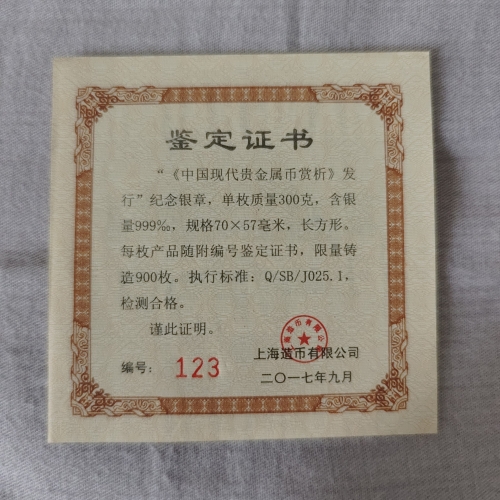 鉴定证书
“《中国现代贵金属币赏析》发
行”纪念银章，单枚质量300克，含银
量999‰，规格70×57毫米，长方形。
每枚产品随附编号鉴定证书，限量铸
造900枚。执行标准：Q/SB/J025.1，
检测合格。
谨此证明。
上海造币有限公司
编号： 123
二〇一七年九月